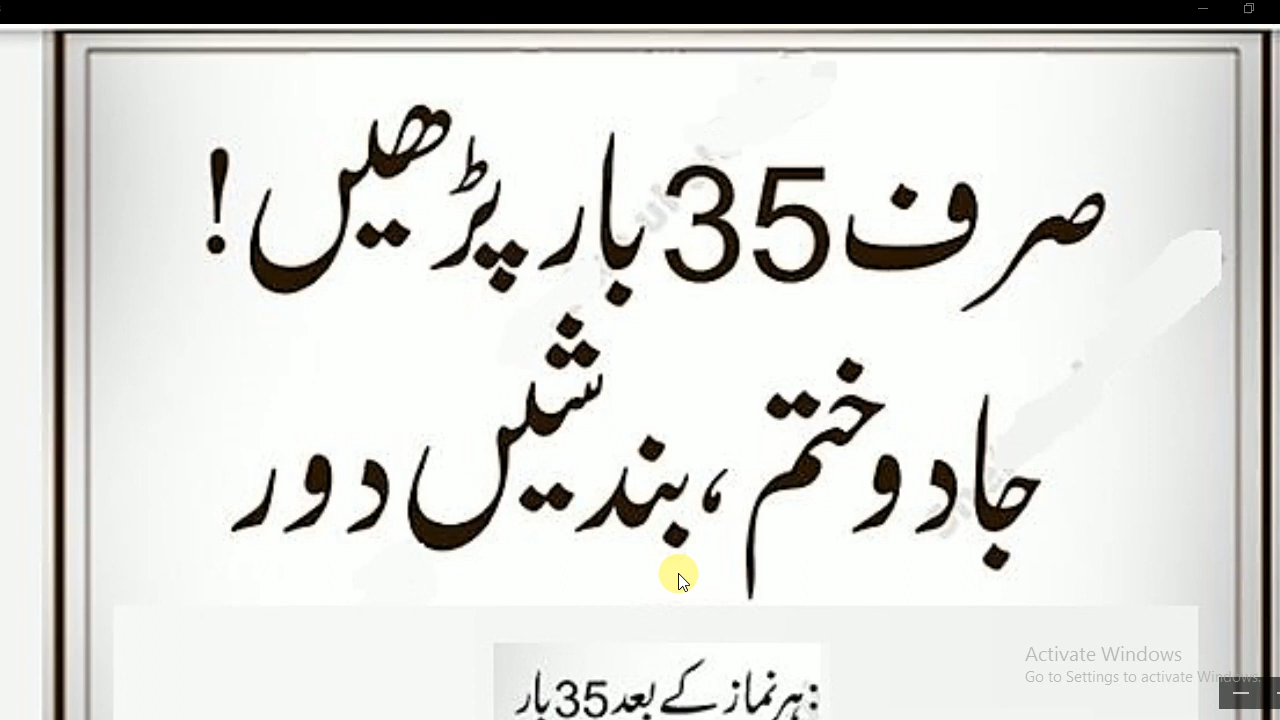 صرف 35 بار پڑھیں !
جادو ختم ، بندشیں دور
Activate Windows
Go to Settings to activate Windows.
: ہر نماز کے بعد 35 بار